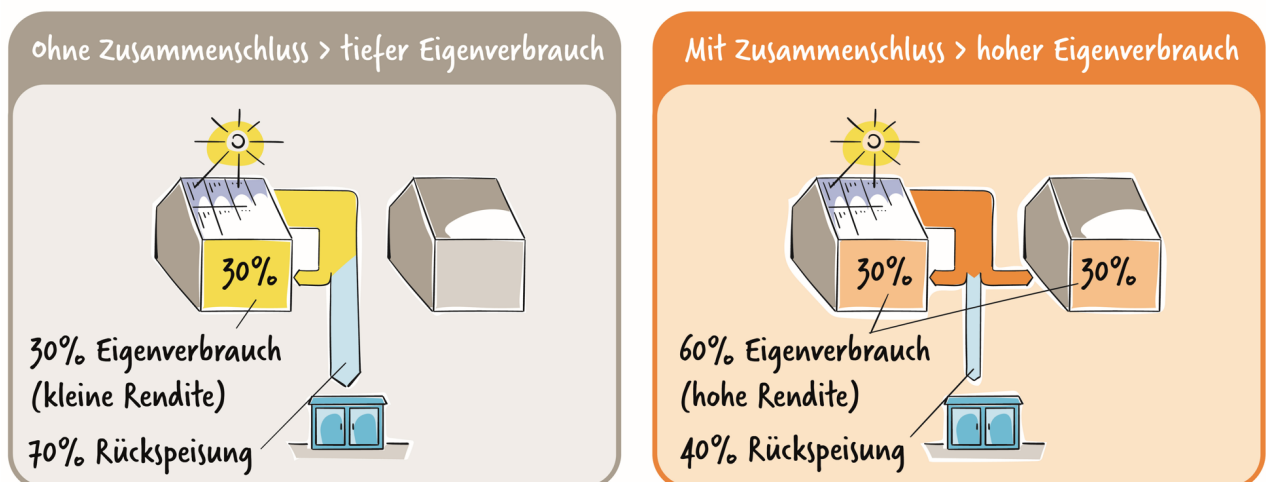 Ohne Zusammenschluss > tiefer Eigenverbrauch
30%
30% Eigenverbrauch
(kleine Rendite)
70% Rückspeisung
Mit Zusammenschluss > hoher Eigenverbrauch
30%
30%
60% Eigenverbrauch
(hohe Rendite)
40% Rückspeisung